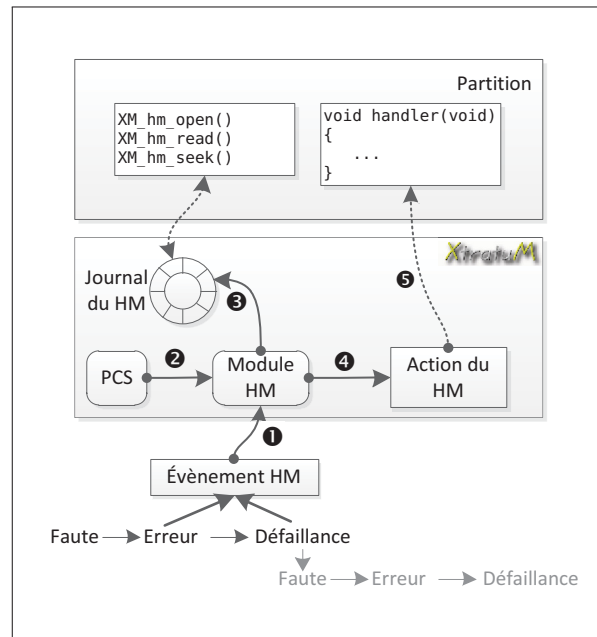 Partition
XM_hm_open()
XM_hm_read()
XM_hm_seek()
void handler(void)
{
...
}
XtratuM
Journal
du HM
❸
❺
PCS
❷
Module
HM
❹
Action du
HM
❶
Évènement HM
Faute Erreur Défaillance
Faute Erreur Défaillance